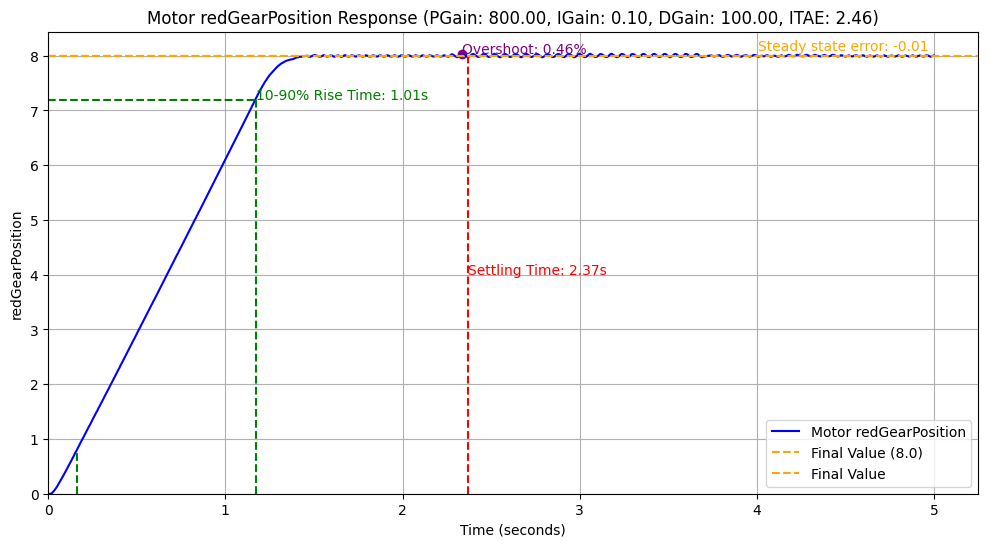 Motor redGearPosition Response (PGain: 800.00, IGain: 0.10, DGain: 100.00, ITAE: 2.46)
Steady state error: -0.01
Overshoot: 0.46%
10-90% Rise Time: 1.01s
Settling Time: 2.37s
redGearPosition
8
7
6
5
4
3
2
1
0
0 1 2 3 4 5
Time (seconds)
Motor redGearPosition
Final Value (8.0)
Final Value